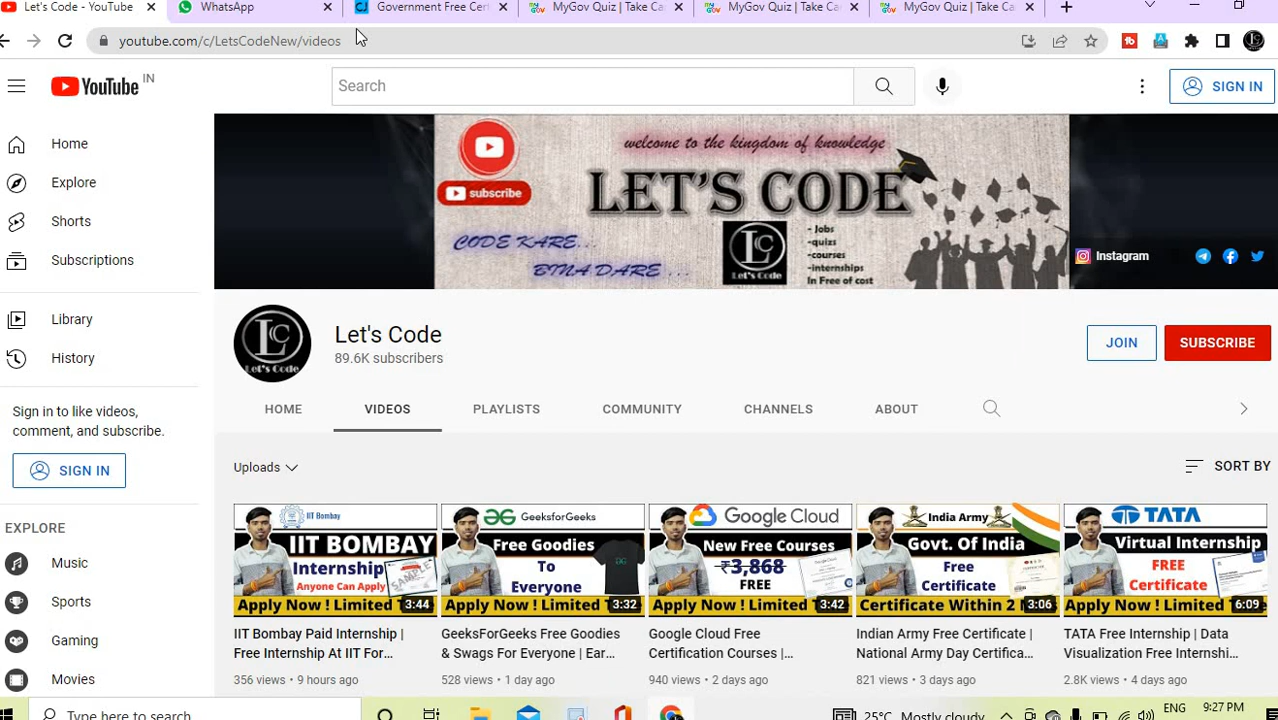 Let's Code - YouTube
WhatsApp
Government Free Cer
MyGov Quiz | Take Ca
MyGov Quiz | Take Ca
MyGov Quiz | Take Ca
youtube.com/c/LetsCodeNew/videos
YouTube IN
Search
SIGN IN
Home
Explore
Shorts
Subscriptions
Library
History
Sign in to like videos,
comment, and subscribe.
SIGN IN
EXPLORE
Music
Sports
Gaming
Movies
welcome to the kingdom of knowledge
subscribe
LET'S CODE
CODE KARE...
BINA DARE ...
LC
Let's Code
- Jobs
-quizs
-courses
-internships
In Free of cost
Instagram
LC
Let's Code
Let's Code
89.6K subscribers
JOIN
SUBSCRIBE
HOME
VIDEOS
PLAYLISTS
COMMUNITY
CHANNELS
ABOUT
Uploads
SORT BY
IIT Bombay
IIT BOMBAY
Internship
Anyone Can Apply
SAMPLE
Apply Now ! Limited T
3:44
IIT Bombay Paid Internship |
Free Internship At IIT For...
356 views • 9 hours ago
GeeksforGeeks
Free Goodies
To
Everyone
Apply Now ! Limited T
3:32
GeeksForGeeks Free Goodies
& Swags For Everyone | Ear...
528 views • 1 day ago
Google Cloud
New Free Courses
₹3,868
FREE
Apply Now ! Limited T
3:42
Google Cloud Free
Certification Courses |...
940 views • 2 days ago
India Army
Govt. Of India
Free
Certificate
Certificate Within 2 M
3:06
Indian Army Free Certificate |
National Army Day Certifica...
821 views • 3 days ago
TATA
Virtual Internship
FREE
Certificate
Apply Now ! Limited T
6:09
TATA Free Internship | Data
Visualization Free Internshi...
2.8K views • 4 days ago
Type here to search
25°C Mostly cloudy
ENG
9:27 PM